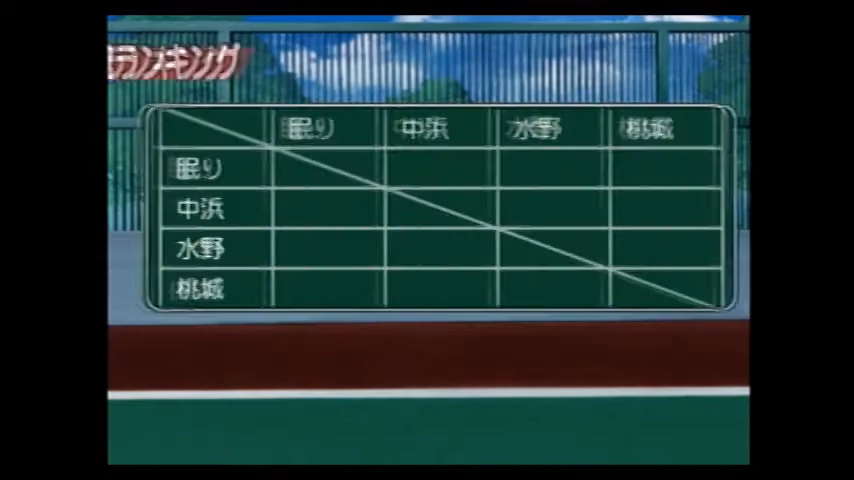 ランキング
眠り 中浜 水野 桃城
眠り
中浜
水野
桃城